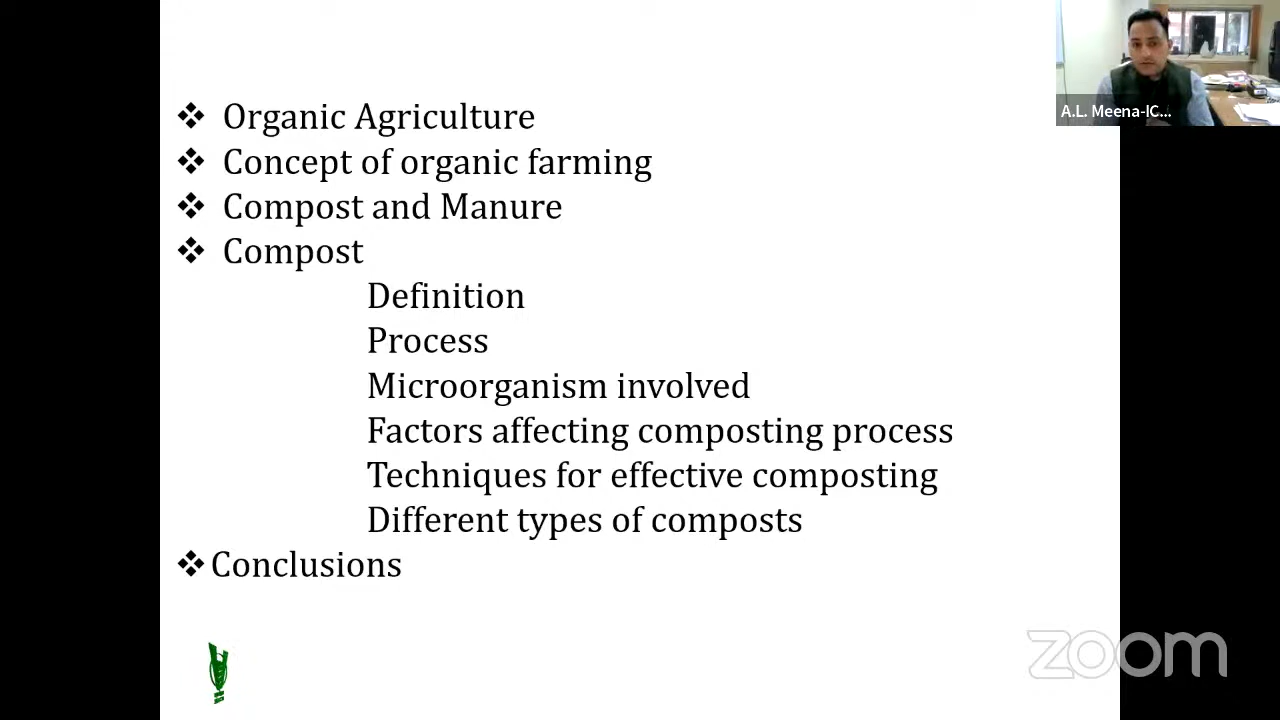 ❖ Organic Agriculture
❖ Concept of organic farming
❖ Compost and Manure
❖ Compost
Definition
Process
Microorganism involved
Factors affecting composting process
Techniques for effective composting
Different types of composts
❖ Conclusions
A.L. Meena-IC...
zoom